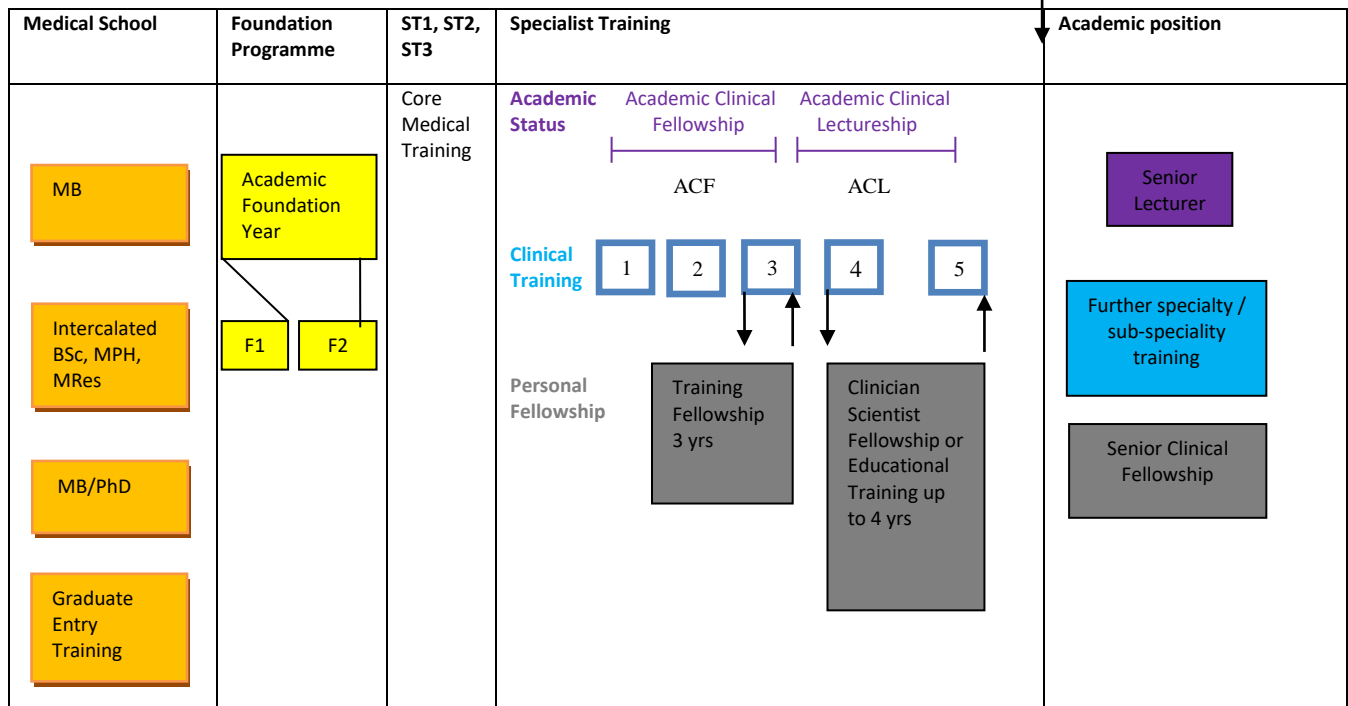 Medical School
Foundation
Programme
ST1, ST2,
ST3
Specialist Training
Academic position
MB
Intercalated
BSc, MPH,
MRes
MB/PhD
Graduate
Entry
Training
Academic
Foundation
Year
F1
F2
Core
Medical
Training
Academic
Status
Academic Clinical
Fellowship
Academic Clinical
Lectureship
ACF
ACL
Clinical
Training
1
2
3
4
5
Personal
Fellowship
Training
Fellowship
3 yrs
Clinician
Scientist
Fellowship or
Educational
Training up
to 4 yrs
Senior
Lecturer
Further specialty /
sub-speciality
training
Senior Clinical
Fellowship